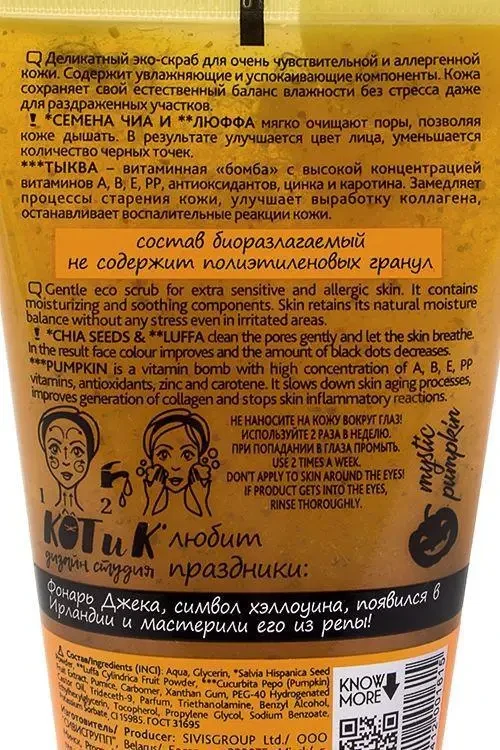 Деликатный эко-скраб для очень чувствительной и аллергенной
кожи. Содержит увлажняющие и успокаивающие компоненты. Кожа
сохраняет свой естественный баланс влажности без стресса даже
для раздраженных участков.
! *СЕМЕНА ЧИА И **ЛЮФФА мягко очищают поры, позволяя
коже дышать. В результате улучшается цвет лица, уменьшается
количество черных точек.
***ТЫКВА – витаминная «бомба» с высокой концентрацией
витаминов А, В, Е, РР, антиоксидантов, цинка и каротина. Замедляет
процессы старения кожи, улучшает выработку коллагена,
останавливает воспалительные реакции кожи.
состав биоразлагаемый
не содержит полиэтиленовых гранул
Gentle eco scrub for extra sensitive and allergic skin. It contains
moisturizing and soothing components. Skin retains its natural moisture
balance without any stress even in irritated areas.
! *CHIA SEEDS & **LUFFA clean the pores gently and let the skin breathe.
In the result face colour improves and the amount of black dots decreases.
***PUMPKIN is a vitamin bomb with high concentration of A, B, E, PP
vitamins, antioxidants, zinc and carotene. It slows down skin aging processes,
improves generation of collagen and stops skin inflammatory reactions.
НЕ НАНОСИТЕ НА КОЖУ ВОКРУГ ГЛАЗ!
ИСПОЛЬЗУЙТЕ 2 РАЗА В НЕДЕЛЮ.
ПРИ ПОПАДАНИИ В ГЛАЗА ПРОМЫТЬ.
USE 2 TIMES A WEEK.
DON'T APPLY TO SKIN AROUND THE EYES!
IF PRODUCT GETS INTO THE EYES,
RINSE THOROUGHLY.
mystic
pumpkin
1 2
КОТиК
дизайн студия
любит
праздники:
Фонарь Джека, символ хэллоуина, появился в
Ирландии и мастерили его из репы!
Состав/Ingredients (INCI): Aqua, Glycerin, *Salvia Hispanica Seed
Powder, **Luffa Cylindrica Fruit Powder, ***Cucurbita Pepo (Pumpkin)
Fruit Extract, Pumice, Carbomer, Xanthan Gum, PEG-40 Hydrogenated
Castor Oil, Trideceth-9, Parfum, Triethanolamine, Benzyl Alcohol,
Ethylhexylglycerin, Tocopherol, Propylene Glycol, Sodium Benzoate,
Sorbate, CI 15985. ГОСТ 31695
Изготовитель/ Producer: SIVISGROUP Ltd./ ООО
KNOW
MORE